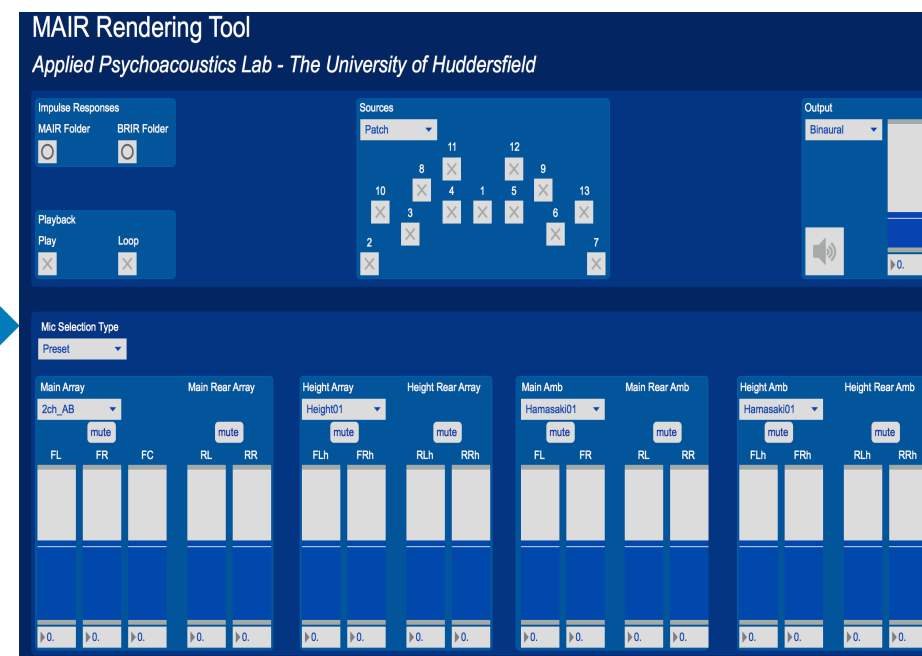 MAIR Rendering Tool
Applied Psychoacoustics Lab - The University of Huddersfield
Impulse Responses
MAIR Folder BRIR Folder
Playback
Play Loop
Sources
Patch
11 12
8 9
10 4 1 5 13
3 6
2 7
Output
Binaural
0.
Mic Selection Type
Preset
Main Array Main Rear Array Height Array Height Rear Array Main Amb Main Rear Amb Height Amb Height Rear Amb
2ch_AB Height01 Hamasaki01 Hamasaki01
mute mute mute mute mute mute mute mute
FL FR FC RL RR FLh FRh RLh RRh FL FR RL RR FLh FRh RLh RRh
0. 0. 0. 0. 0. 0. 0. 0. 0. 0. 0. 0. 0. 0. 0. 0. 0.